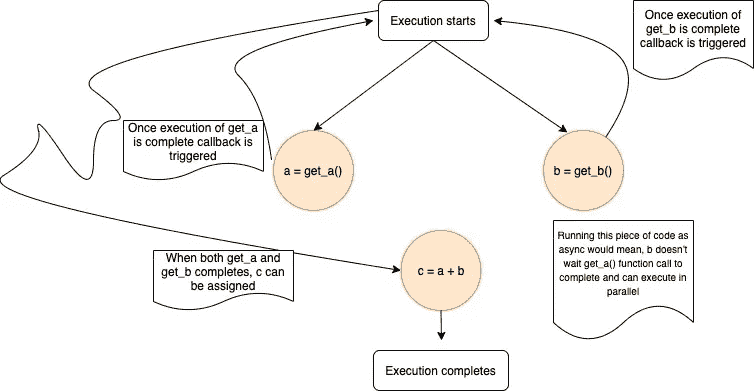 Execution starts
Once execution of
get_b is complete
callback is triggered
Once execution of get_a
is complete callback is
triggered
a = get_a()
b = get_b()
Running this piece of code as
async would mean, b doesn't
wait get_a() function call to
complete and can execute in
parallel
When both get_a and
get_b completes, c can
be assigned
c = a + b
Execution completes